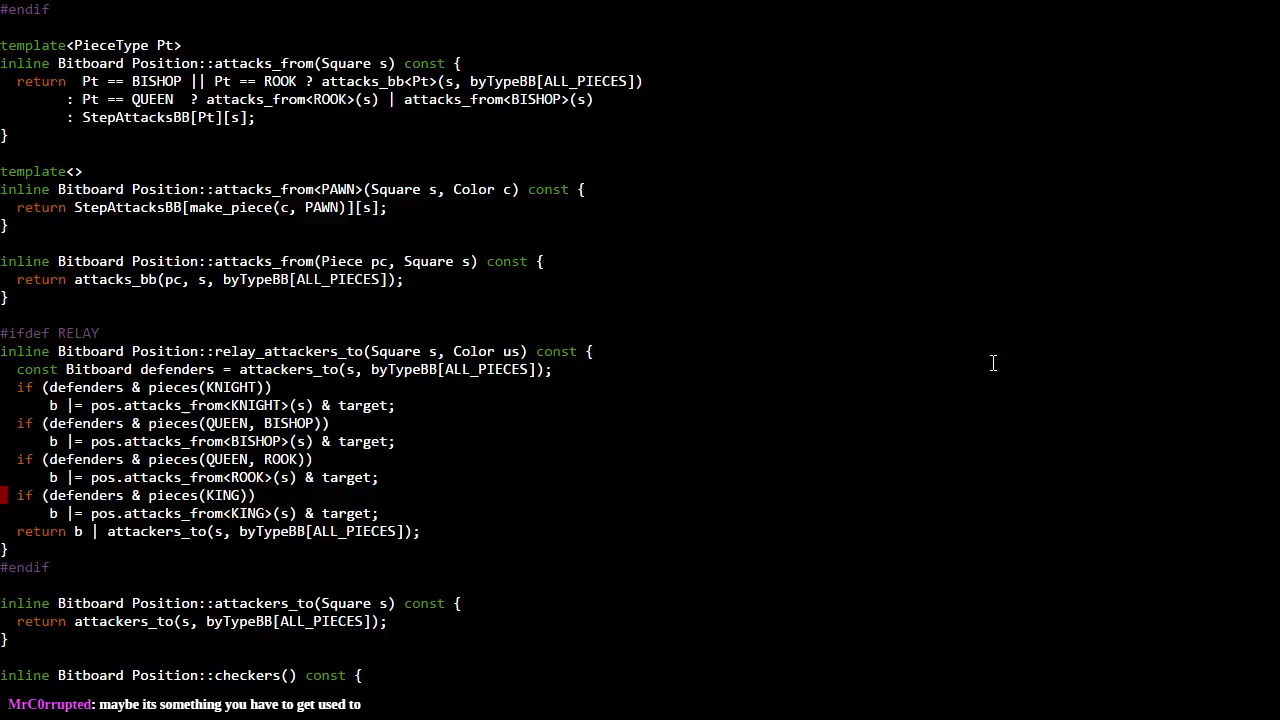 #endif
template<PieceType Pt>
inline Bitboard Position::attacks_from(Square s) const {
  return  Pt == BISHOP || Pt == ROOK ? attacks_bb<Pt>(s, byTypeBB[ALL_PIECES])
        : Pt == QUEEN  ? attacks_from<ROOK>(s) | attacks_from<BISHOP>(s)
        : StepAttacksBB[Pt][s];
}
template<>
inline Bitboard Position::attacks_from<PAWN>(Square s, Color c) const {
  return StepAttacksBB[make_piece(c, PAWN)][s];
}
inline Bitboard Position::attacks_from(Piece pc, Square s) const {
  return attacks_bb(pc, s, byTypeBB[ALL_PIECES]);
}
#ifdef RELAY
inline Bitboard Position::relay_attackers_to(Square s, Color us) const {
  const Bitboard defenders = attackers_to(s, byTypeBB[ALL_PIECES]);
  if (defenders & pieces(KNIGHT))
      b |= pos.attacks_from<KNIGHT>(s) & target;
  if (defenders & pieces(QUEEN, BISHOP))
      b |= pos.attacks_from<BISHOP>(s) & target;
  if (defenders & pieces(QUEEN, ROOK))
      b |= pos.attacks_from<ROOK>(s) & target;
  if (defenders & pieces(KING))
      b |= pos.attacks_from<KING>(s) & target;
  return b | attackers_to(s, byTypeBB[ALL_PIECES]);
}
#endif
inline Bitboard Position::attackers_to(Square s) const {
  return attackers_to(s, byTypeBB[ALL_PIECES]);
}
inline Bitboard Position::checkers() const {
MrC0rrupted: maybe its something you have to get used to